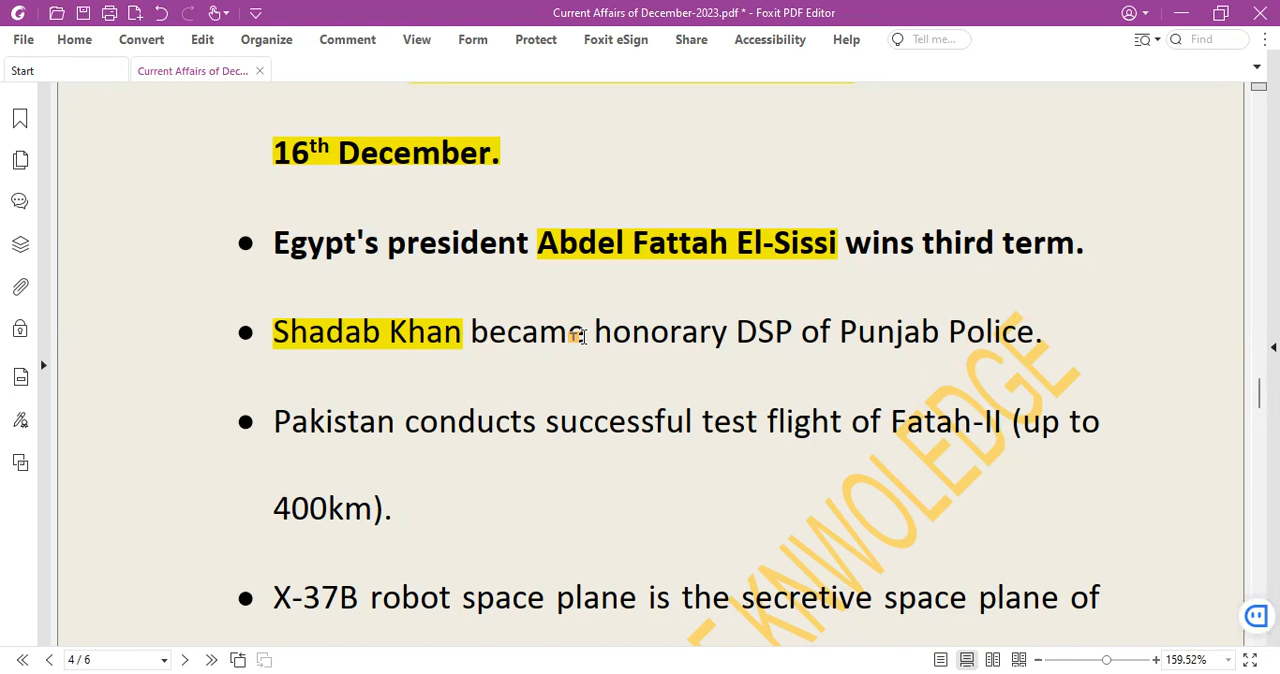 Current Affairs of December-2023.pdf * - Foxit PDF Editor
File Home Convert Edit Organize Comment View Form Protect Foxit eSign Share Accessibility Help Tell me... Find
Start Current Affairs of Dec...
16th December.
● Egypt's president Abdel Fattah El-Sissi wins third term.
● Shadab Khan became honorary DSP of Punjab Police.
● Pakistan conducts successful test flight of Fatah-II (up to
400km).
● X-37B robot space plane is the secretive space plane of
KNWOLEDGE
4 / 6 159.52%